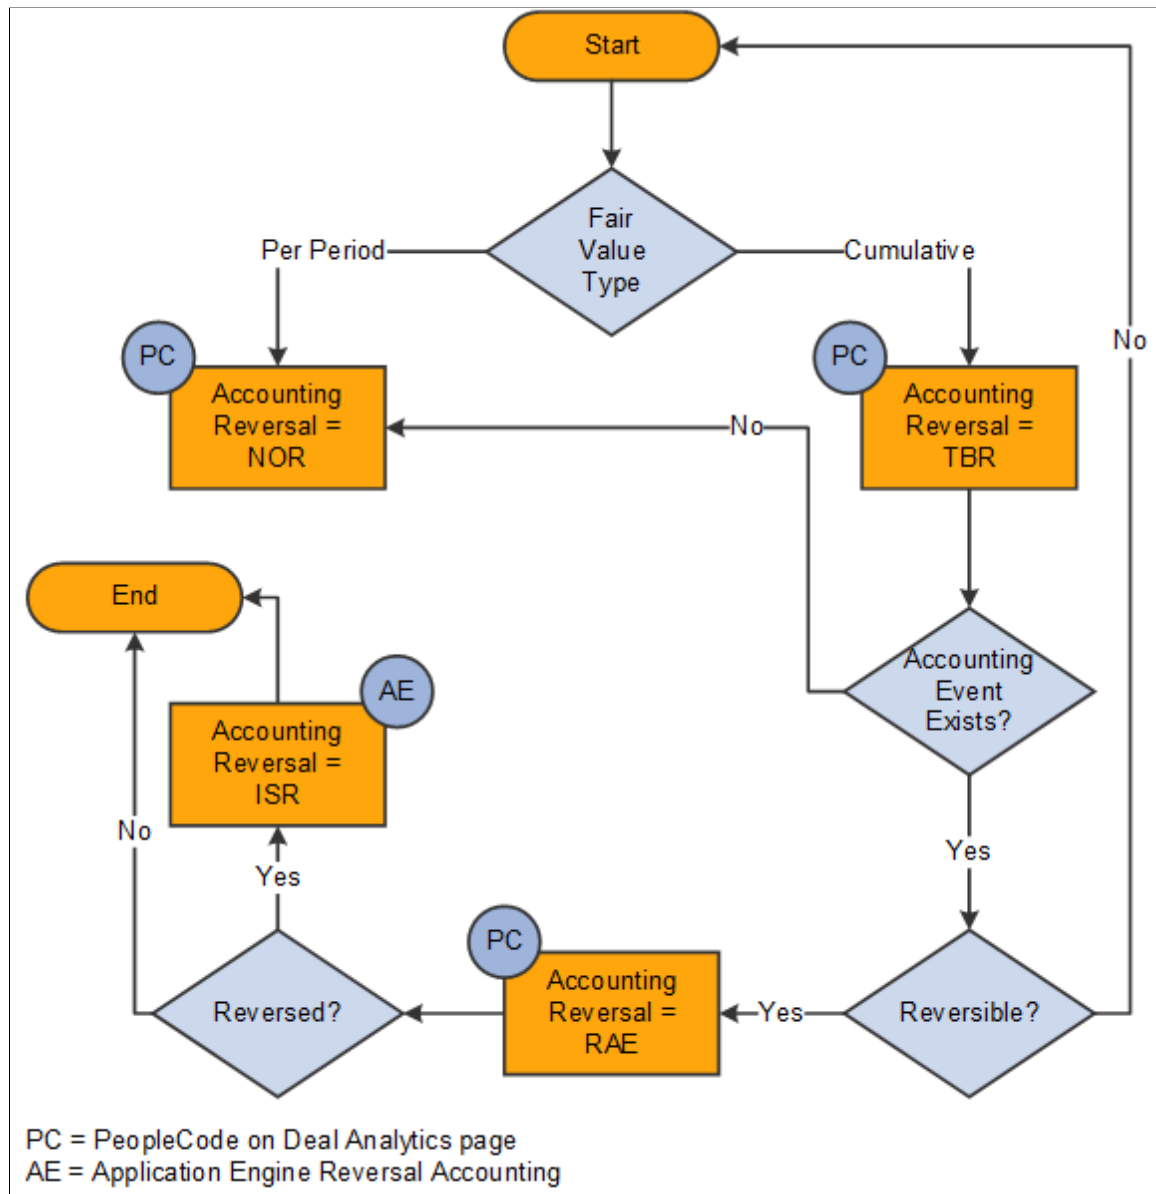 Start
Fair
Value
Type
Per Period
Cumulative
No
PC
Accounting
Reversal =
NOR
PC
Accounting
Reversal =
TBR
No
End
Accounting
Event
Exists?
AE
Accounting
Reversal =
ISR
No
Yes
Yes
PC
Reversed?
Accounting
Reversal =
RAE
Yes
Reversible?
PC = PeopleCode on Deal Analytics page
AE = Application Engine Reversal Accounting